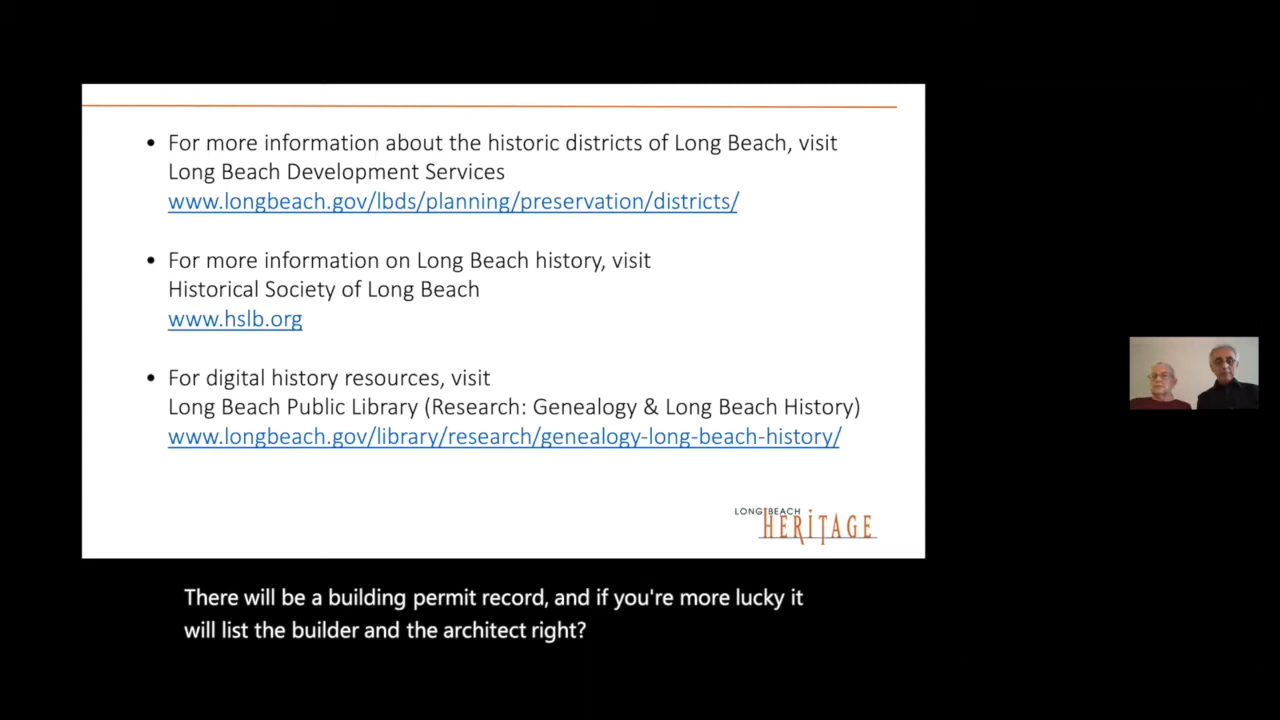 • For more information about the historic districts of Long Beach, visit
Long Beach Development Services
www.longbeach.gov/lbds/planning/preservation/districts/
• For more information on Long Beach history, visit
Historical Society of Long Beach
www.hslb.org
• For digital history resources, visit
Long Beach Public Library (Research: Genealogy & Long Beach History)
www.longbeach.gov/library/research/genealogy-long-beach-history/
LONG BEACH
HERITAGE
There will be a building permit record, and if you're more lucky it
will list the builder and the architect right?